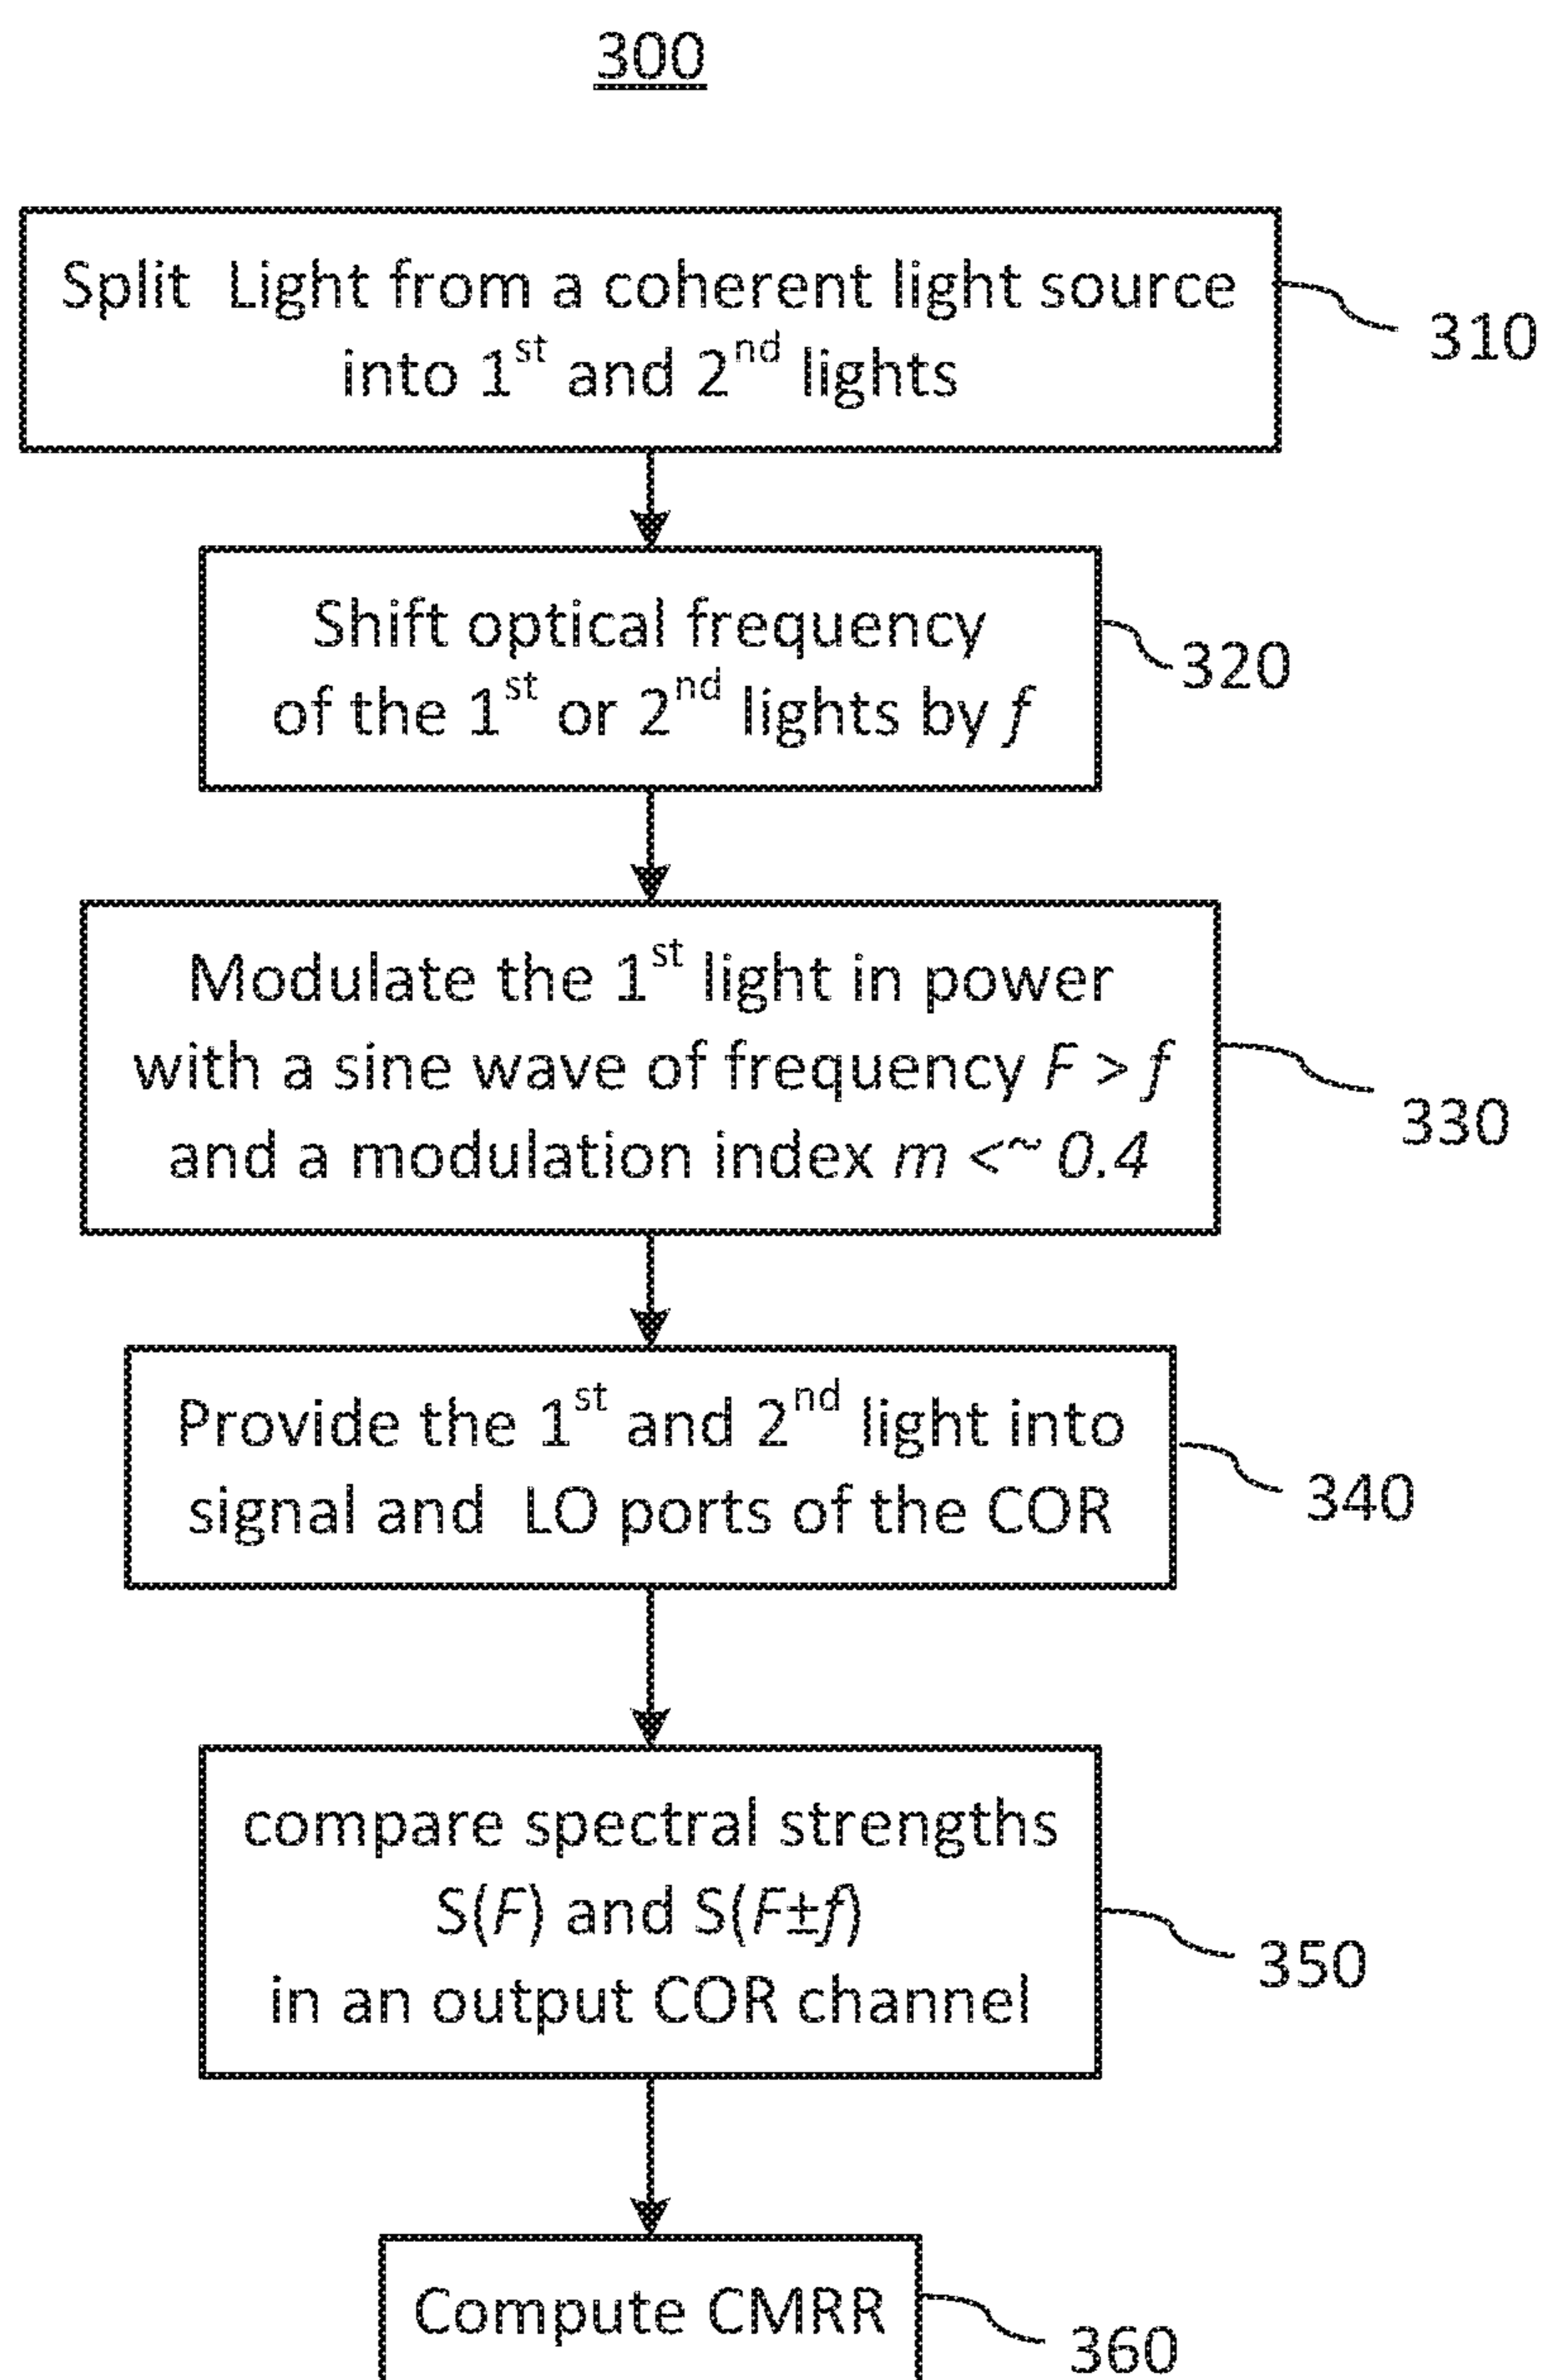 300
Split Light from a coherent light source
into 1st and 2nd lights
310
Shift optical frequency
of the 1st or 2nd lights by f
320
Modulate the 1st light in power
with a sine wave of frequency F > f
and a modulation index m <~ 0.4
330
Provide the 1st and 2nd light into
signal and LO ports of the COR
340
compare spectral strengths
S(F) and S(F±f)
in an output COR channel
350
Compute CMRR
360